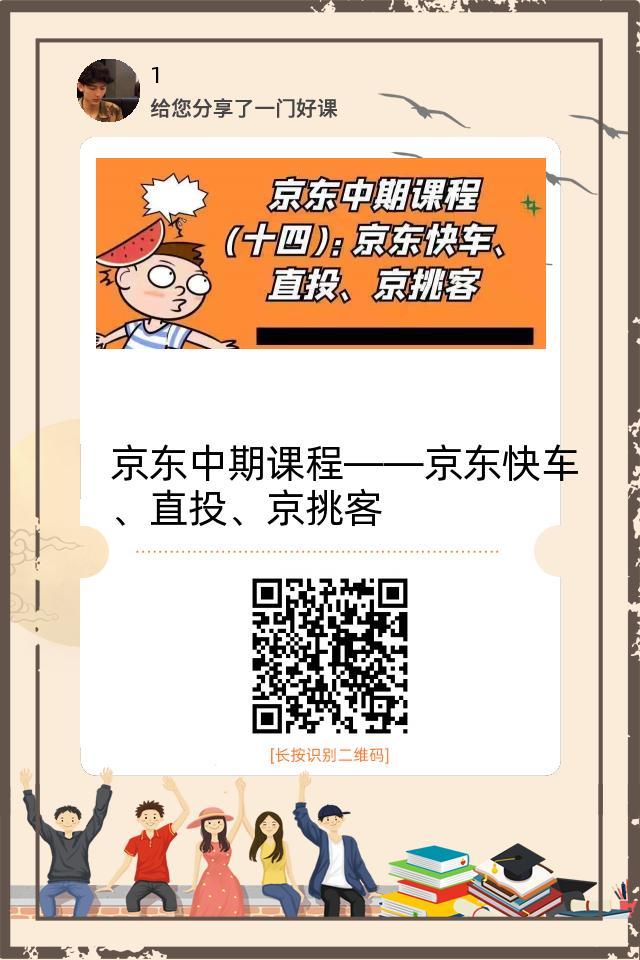 1
给您分享了一门好课
京东中期课程
(十四)：京东快车、
直投、京挑客
京东中期课程——京东快车
、直投、京挑客
[长按识别二维码]